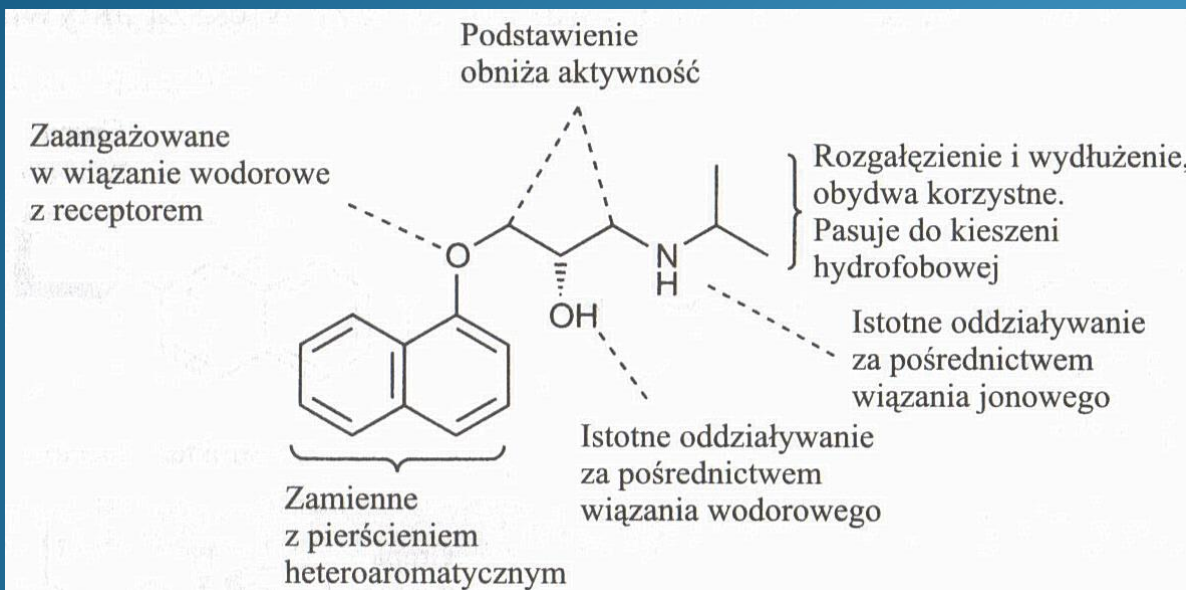 Podstawienie
obniża aktywność
Zaangażowane
w wiązanie wodorowe
z receptorem
Rozgałęzienie i wydłużenie,
obydwa korzystne.
Pasuje do kieszeni
hydrofobowej
O
N
H
OH
Istotne oddziaływanie
za pośrednictwem
wiązania jonowego
Istotne oddziaływanie
za pośrednictwem
wiązania wodorowego
Zamienne
z pierścieniem
heteroaromatycznym